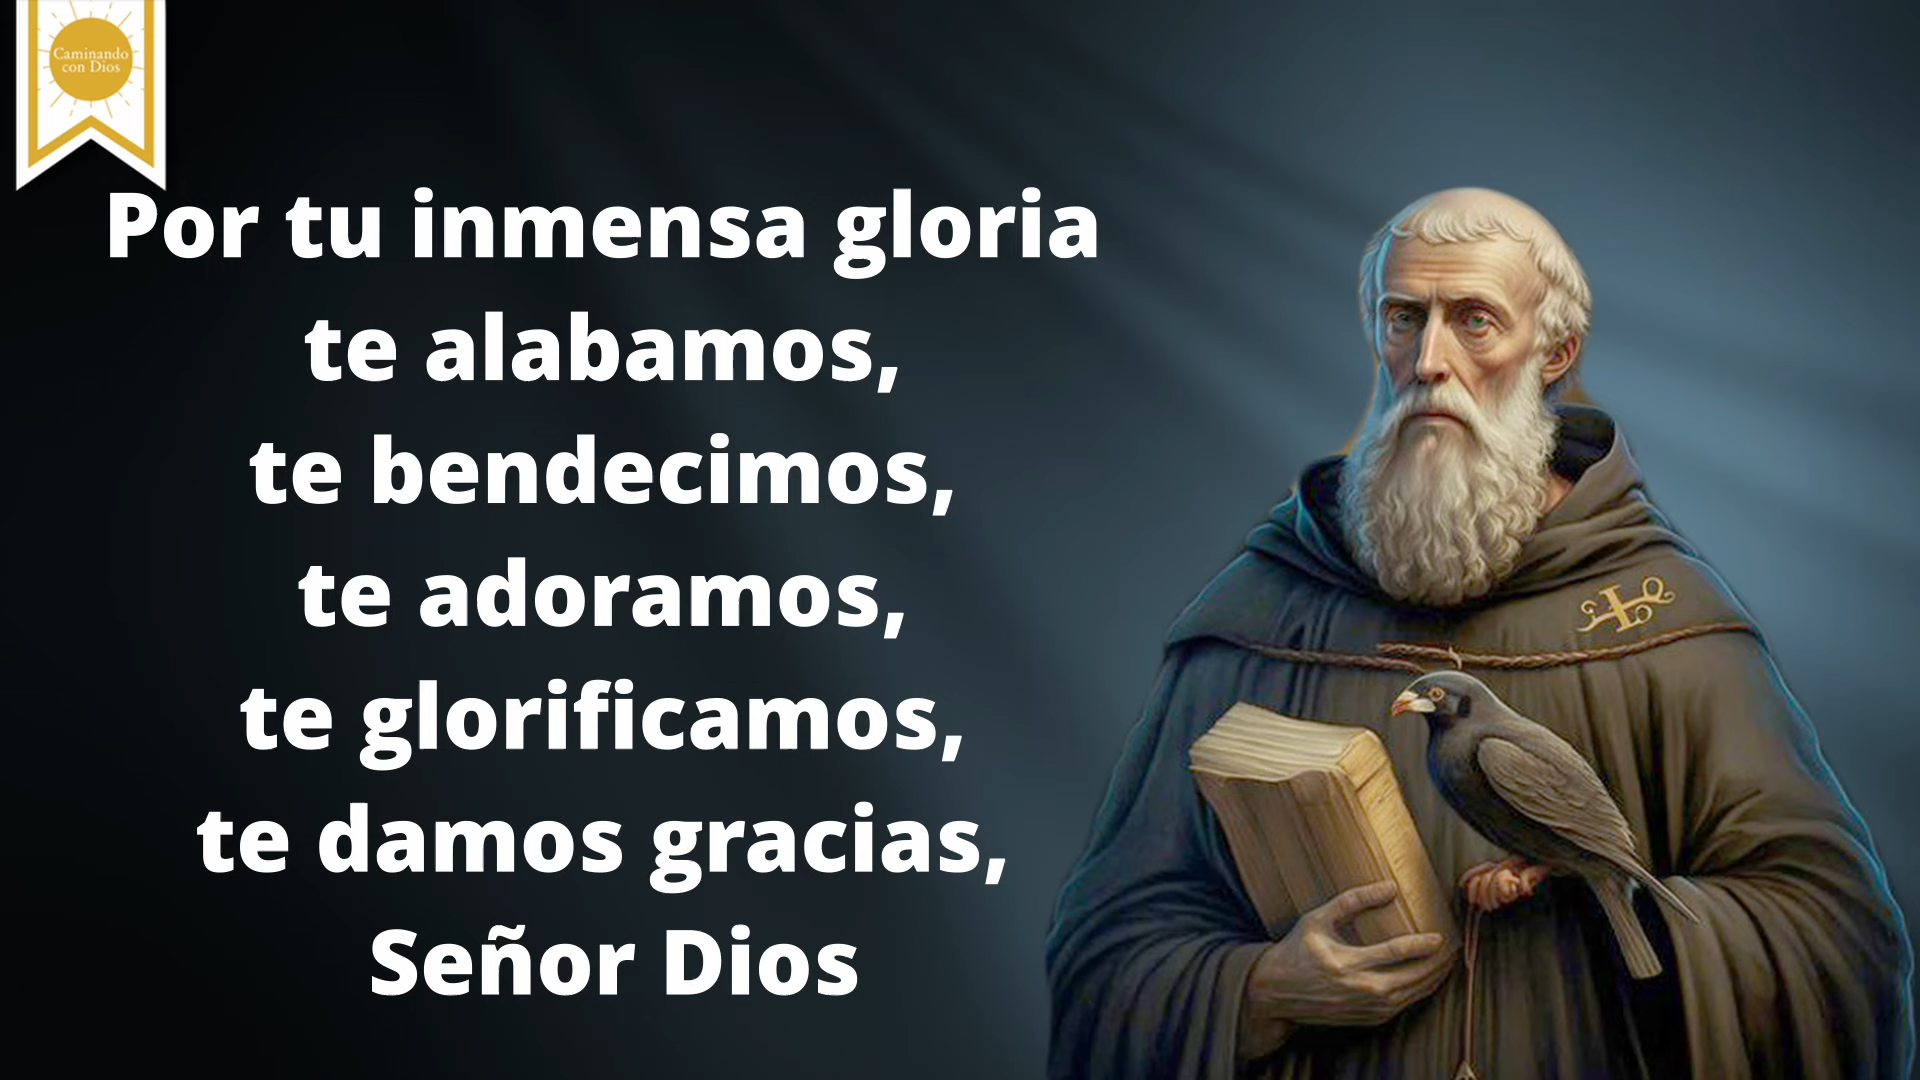 Caminando
con Dios
Por tu inmensa gloria
te alabamos,
te bendecimos,
te adoramos,
te glorificamos,
te damos gracias,
Señor Dios